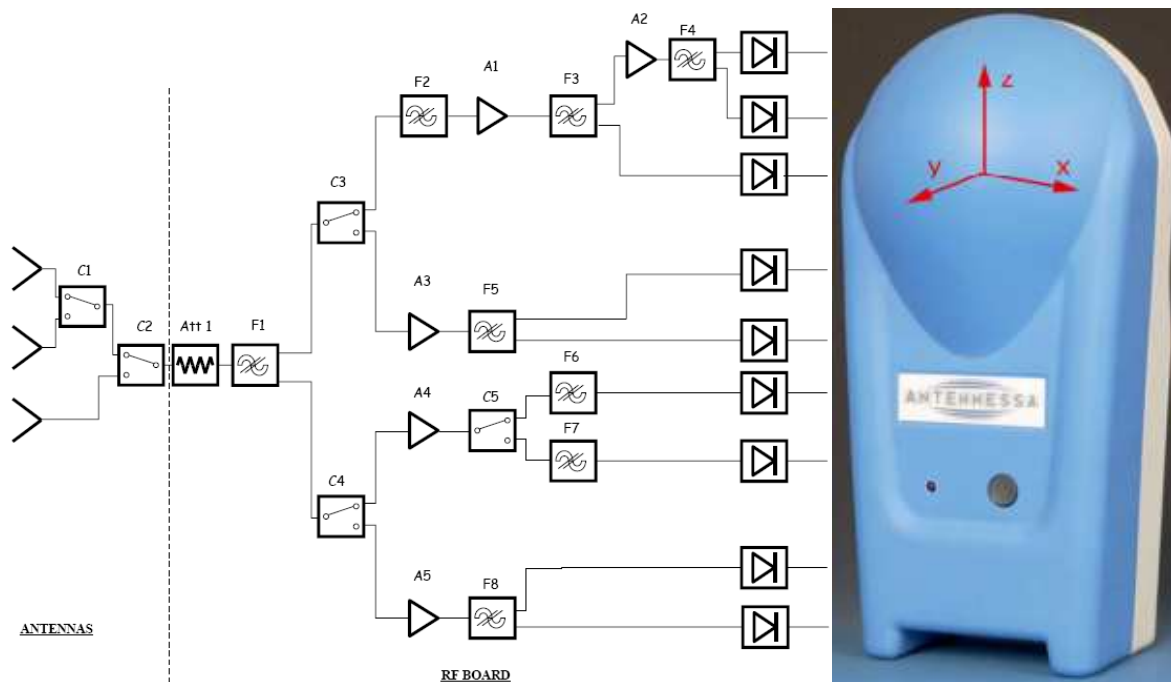 A2
F4
A1
F2
F3
C3
A3
F5
C1
C2
Att 1
F1
F6
A4
C5
F7
C4
A5
F8
ANTENNAS
RF BOARD
z
y
x
ANTENNESSA